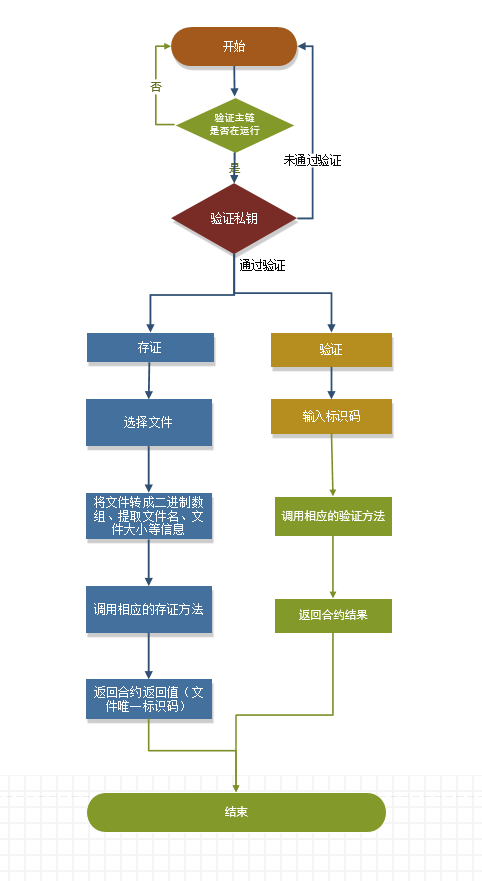 开始
否
验证主链
是否在运行
是
未通过验证
验证私钥
通过验证
存证
验证
选择文件
输入标识码
将文件转成二进制数
组、提取文件名、文
件大小等信息
调用相应的验证方法
调用相应的存证方法
返回合约结果
返回合约返回值（文
件唯一标识码）
结束